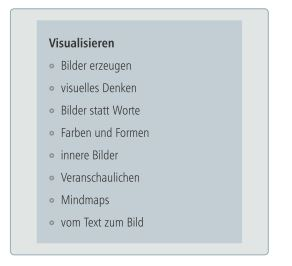 Visualisieren
Bilder erzeugen
visuelles Denken
Bilder statt Worte
Farben und Formen
innere Bilder
Veranschaulichen
Mindmaps
vom Text zum Bild